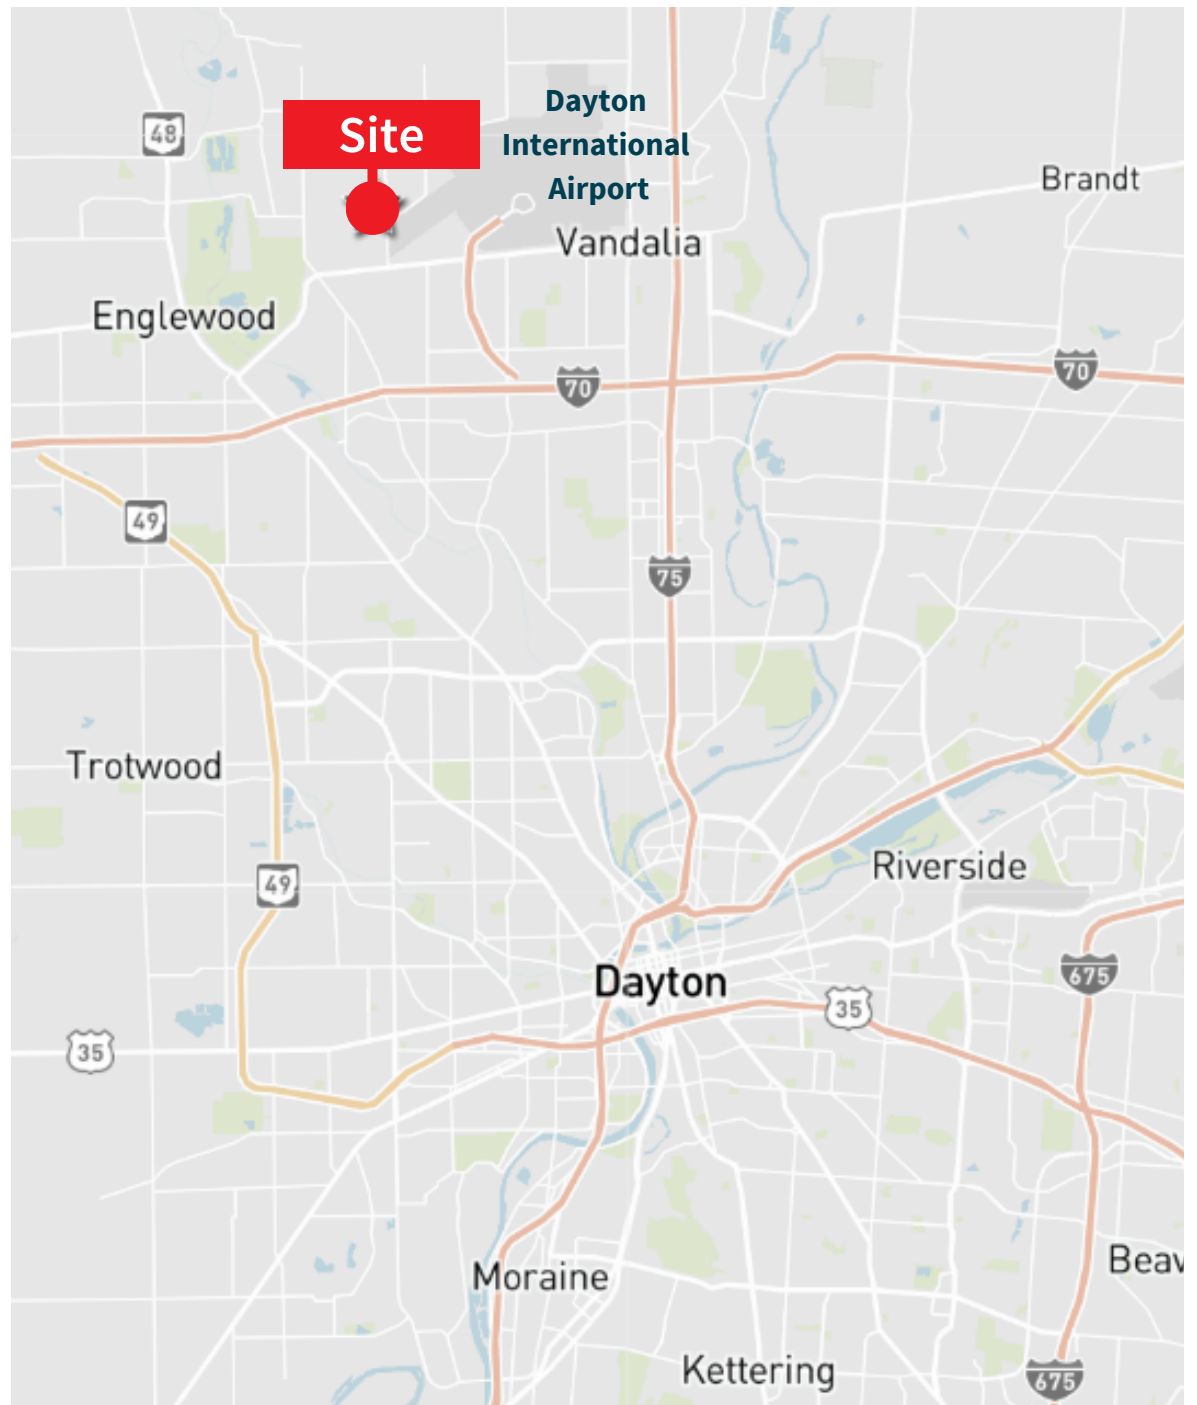 Dayton
International
Airport
48
Site
Brandt
Vandalia
Englewood
70
70
49
75
Trotwood
Riverside
49
Dayton
675
35
35
Moraine
Beav
Kettering
675